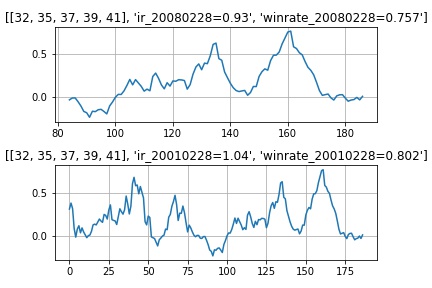 [[32, 35, 37, 39, 41], 'ir_20080228=0.93', 'winrate_20080228=0.757']
0.5
0.0
80 100 120 140 160 180
[[32, 35, 37, 39, 41], 'ir_20010228=1.04', 'winrate_20010228=0.802']
0.5
0.0
0 25 50 75 100 125 150 175